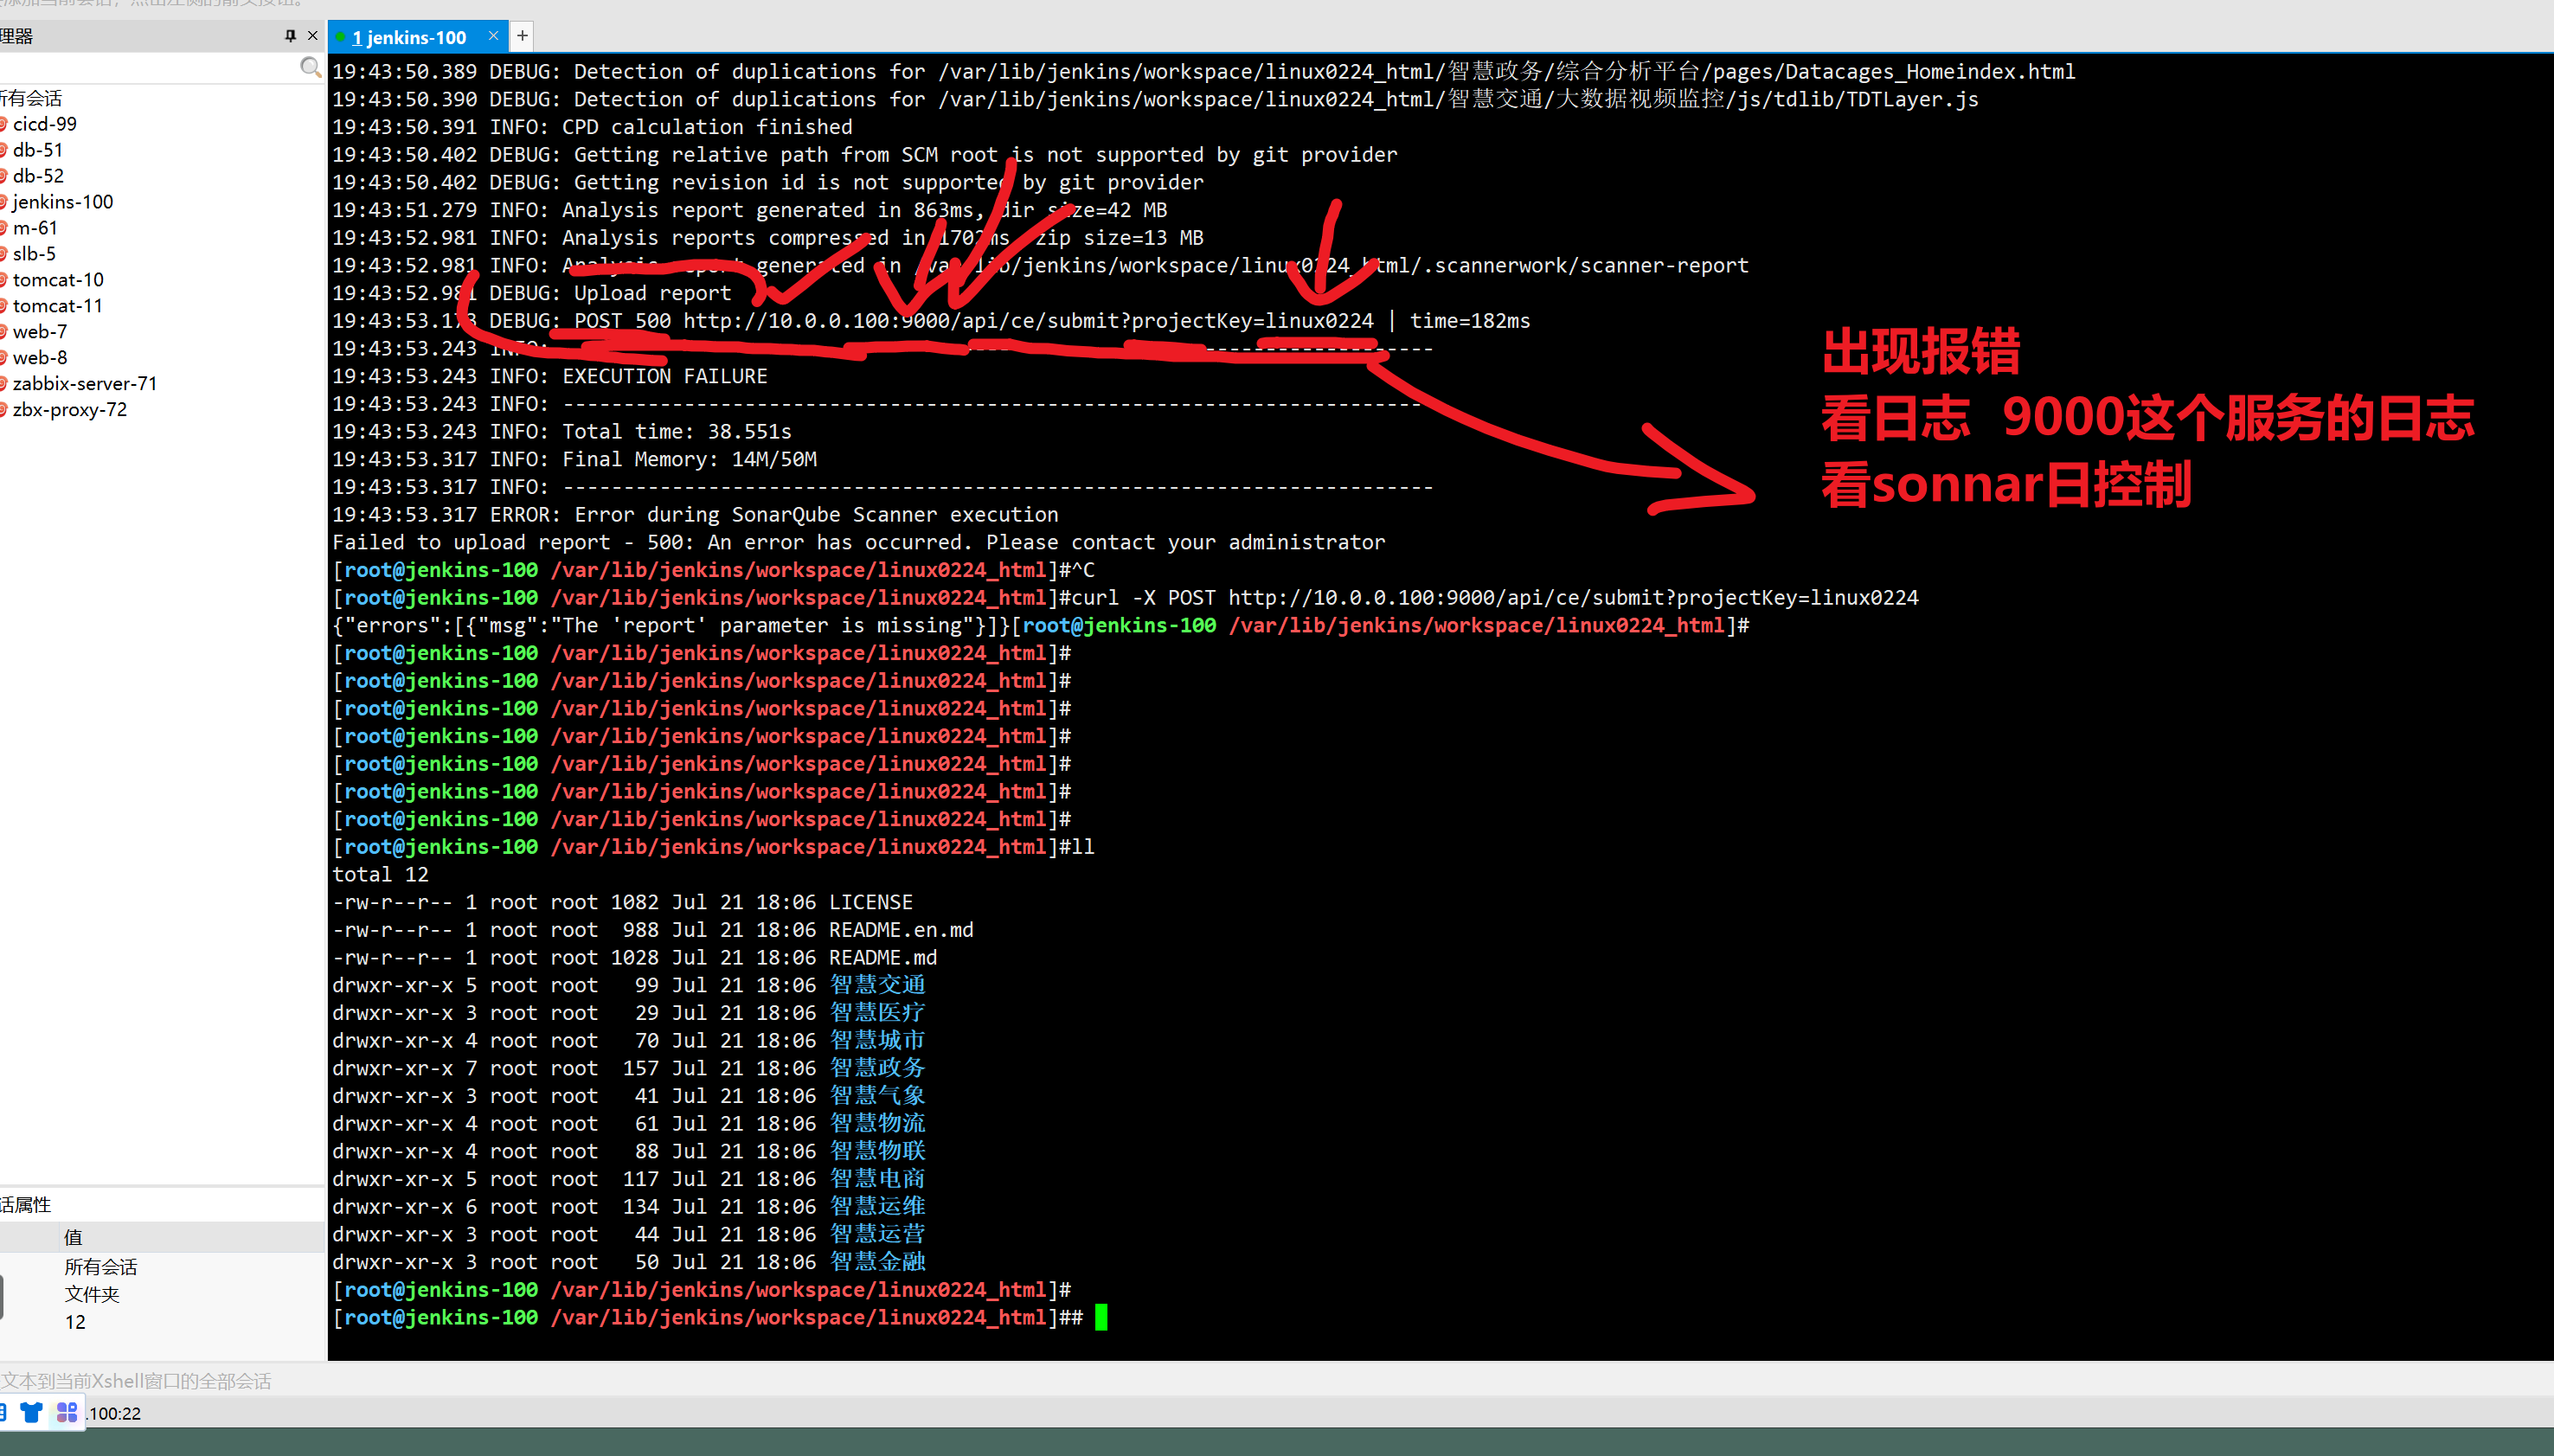 添加当前会话，点击左侧的箭头按钮。
理器
1 jenkins-100
所有会话
cicd-99
db-51
db-52
jenkins-100
m-61
slb-5
tomcat-10
tomcat-11
web-7
web-8
zabbix-server-71
zbx-proxy-72
19:43:50.389 DEBUG: Detection of duplications for /var/lib/jenkins/workspace/linux0224_html/智慧政务/综合分析平台/pages/Datacages_Homeindex.html
19:43:50.390 DEBUG: Detection of duplications for /var/lib/jenkins/workspace/linux0224_html/智慧交通/大数据视频监控/js/tdlib/TDTLayer.js
19:43:50.391 INFO: CPD calculation finished
19:43:50.402 DEBUG: Getting relative path from SCM root is not supported by git provider
19:43:50.402 DEBUG: Getting revision id is not supported by git provider
19:43:51.279 INFO: Analysis report generated in 863ms, dir size=42 MB
19:43:52.981 INFO: Analysis reports compressed in 1702ms, zip size=13 MB
19:43:52.981 INFO: Analysis report generated in /var/lib/jenkins/workspace/linux0224_html/.scannerwork/scanner-report
19:43:52.981 DEBUG: Upload report
19:43:53.173 DEBUG: POST 500 http://10.0.0.100:9000/api/ce/submit?projectKey=linux0224 | time=182ms
19:43:53.243 INFO: ------------------------------------------------------------------------
19:43:53.243 INFO: EXECUTION FAILURE
19:43:53.243 INFO: ------------------------------------------------------------------------
19:43:53.243 INFO: Total time: 38.551s
19:43:53.317 INFO: Final Memory: 14M/50M
19:43:53.317 INFO: ------------------------------------------------------------------------
19:43:53.317 ERROR: Error during SonarQube Scanner execution
Failed to upload report - 500: An error has occurred. Please contact your administrator
[root@jenkins-100 /var/lib/jenkins/workspace/linux0224_html]#^C
[root@jenkins-100 /var/lib/jenkins/workspace/linux0224_html]#curl -X POST http://10.0.0.100:9000/api/ce/submit?projectKey=linux0224
{"errors":[{"msg":"The 'report' parameter is missing"}]}[root@jenkins-100 /var/lib/jenkins/workspace/linux0224_html]#
[root@jenkins-100 /var/lib/jenkins/workspace/linux0224_html]#
[root@jenkins-100 /var/lib/jenkins/workspace/linux0224_html]#
[root@jenkins-100 /var/lib/jenkins/workspace/linux0224_html]#
[root@jenkins-100 /var/lib/jenkins/workspace/linux0224_html]#
[root@jenkins-100 /var/lib/jenkins/workspace/linux0224_html]#
[root@jenkins-100 /var/lib/jenkins/workspace/linux0224_html]#
[root@jenkins-100 /var/lib/jenkins/workspace/linux0224_html]#
[root@jenkins-100 /var/lib/jenkins/workspace/linux0224_html]#ll
total 12
-rw-r--r-- 1 root root 1082 Jul 21 18:06 LICENSE
-rw-r--r-- 1 root root  988 Jul 21 18:06 README.en.md
-rw-r--r-- 1 root root 1028 Jul 21 18:06 README.md
drwxr-xr-x 5 root root   99 Jul 21 18:06 智慧交通
drwxr-xr-x 3 root root   29 Jul 21 18:06 智慧医疗
drwxr-xr-x 4 root root   70 Jul 21 18:06 智慧城市
drwxr-xr-x 7 root root  157 Jul 21 18:06 智慧政务
drwxr-xr-x 3 root root   41 Jul 21 18:06 智慧气象
drwxr-xr-x 4 root root   61 Jul 21 18:06 智慧物流
drwxr-xr-x 4 root root   88 Jul 21 18:06 智慧物联
drwxr-xr-x 5 root root  117 Jul 21 18:06 智慧电商
drwxr-xr-x 6 root root  134 Jul 21 18:06 智慧运维
drwxr-xr-x 3 root root   44 Jul 21 18:06 智慧运营
drwxr-xr-x 3 root root   50 Jul 21 18:06 智慧金融
[root@jenkins-100 /var/lib/jenkins/workspace/linux0224_html]#
[root@jenkins-100 /var/lib/jenkins/workspace/linux0224_html]##
出现报错
看日志 9000这个服务的日志
看sonnar日控制
话属性
值
所有会话
文件夹
12
文本到当前Xshell窗口的全部会话
.100:22